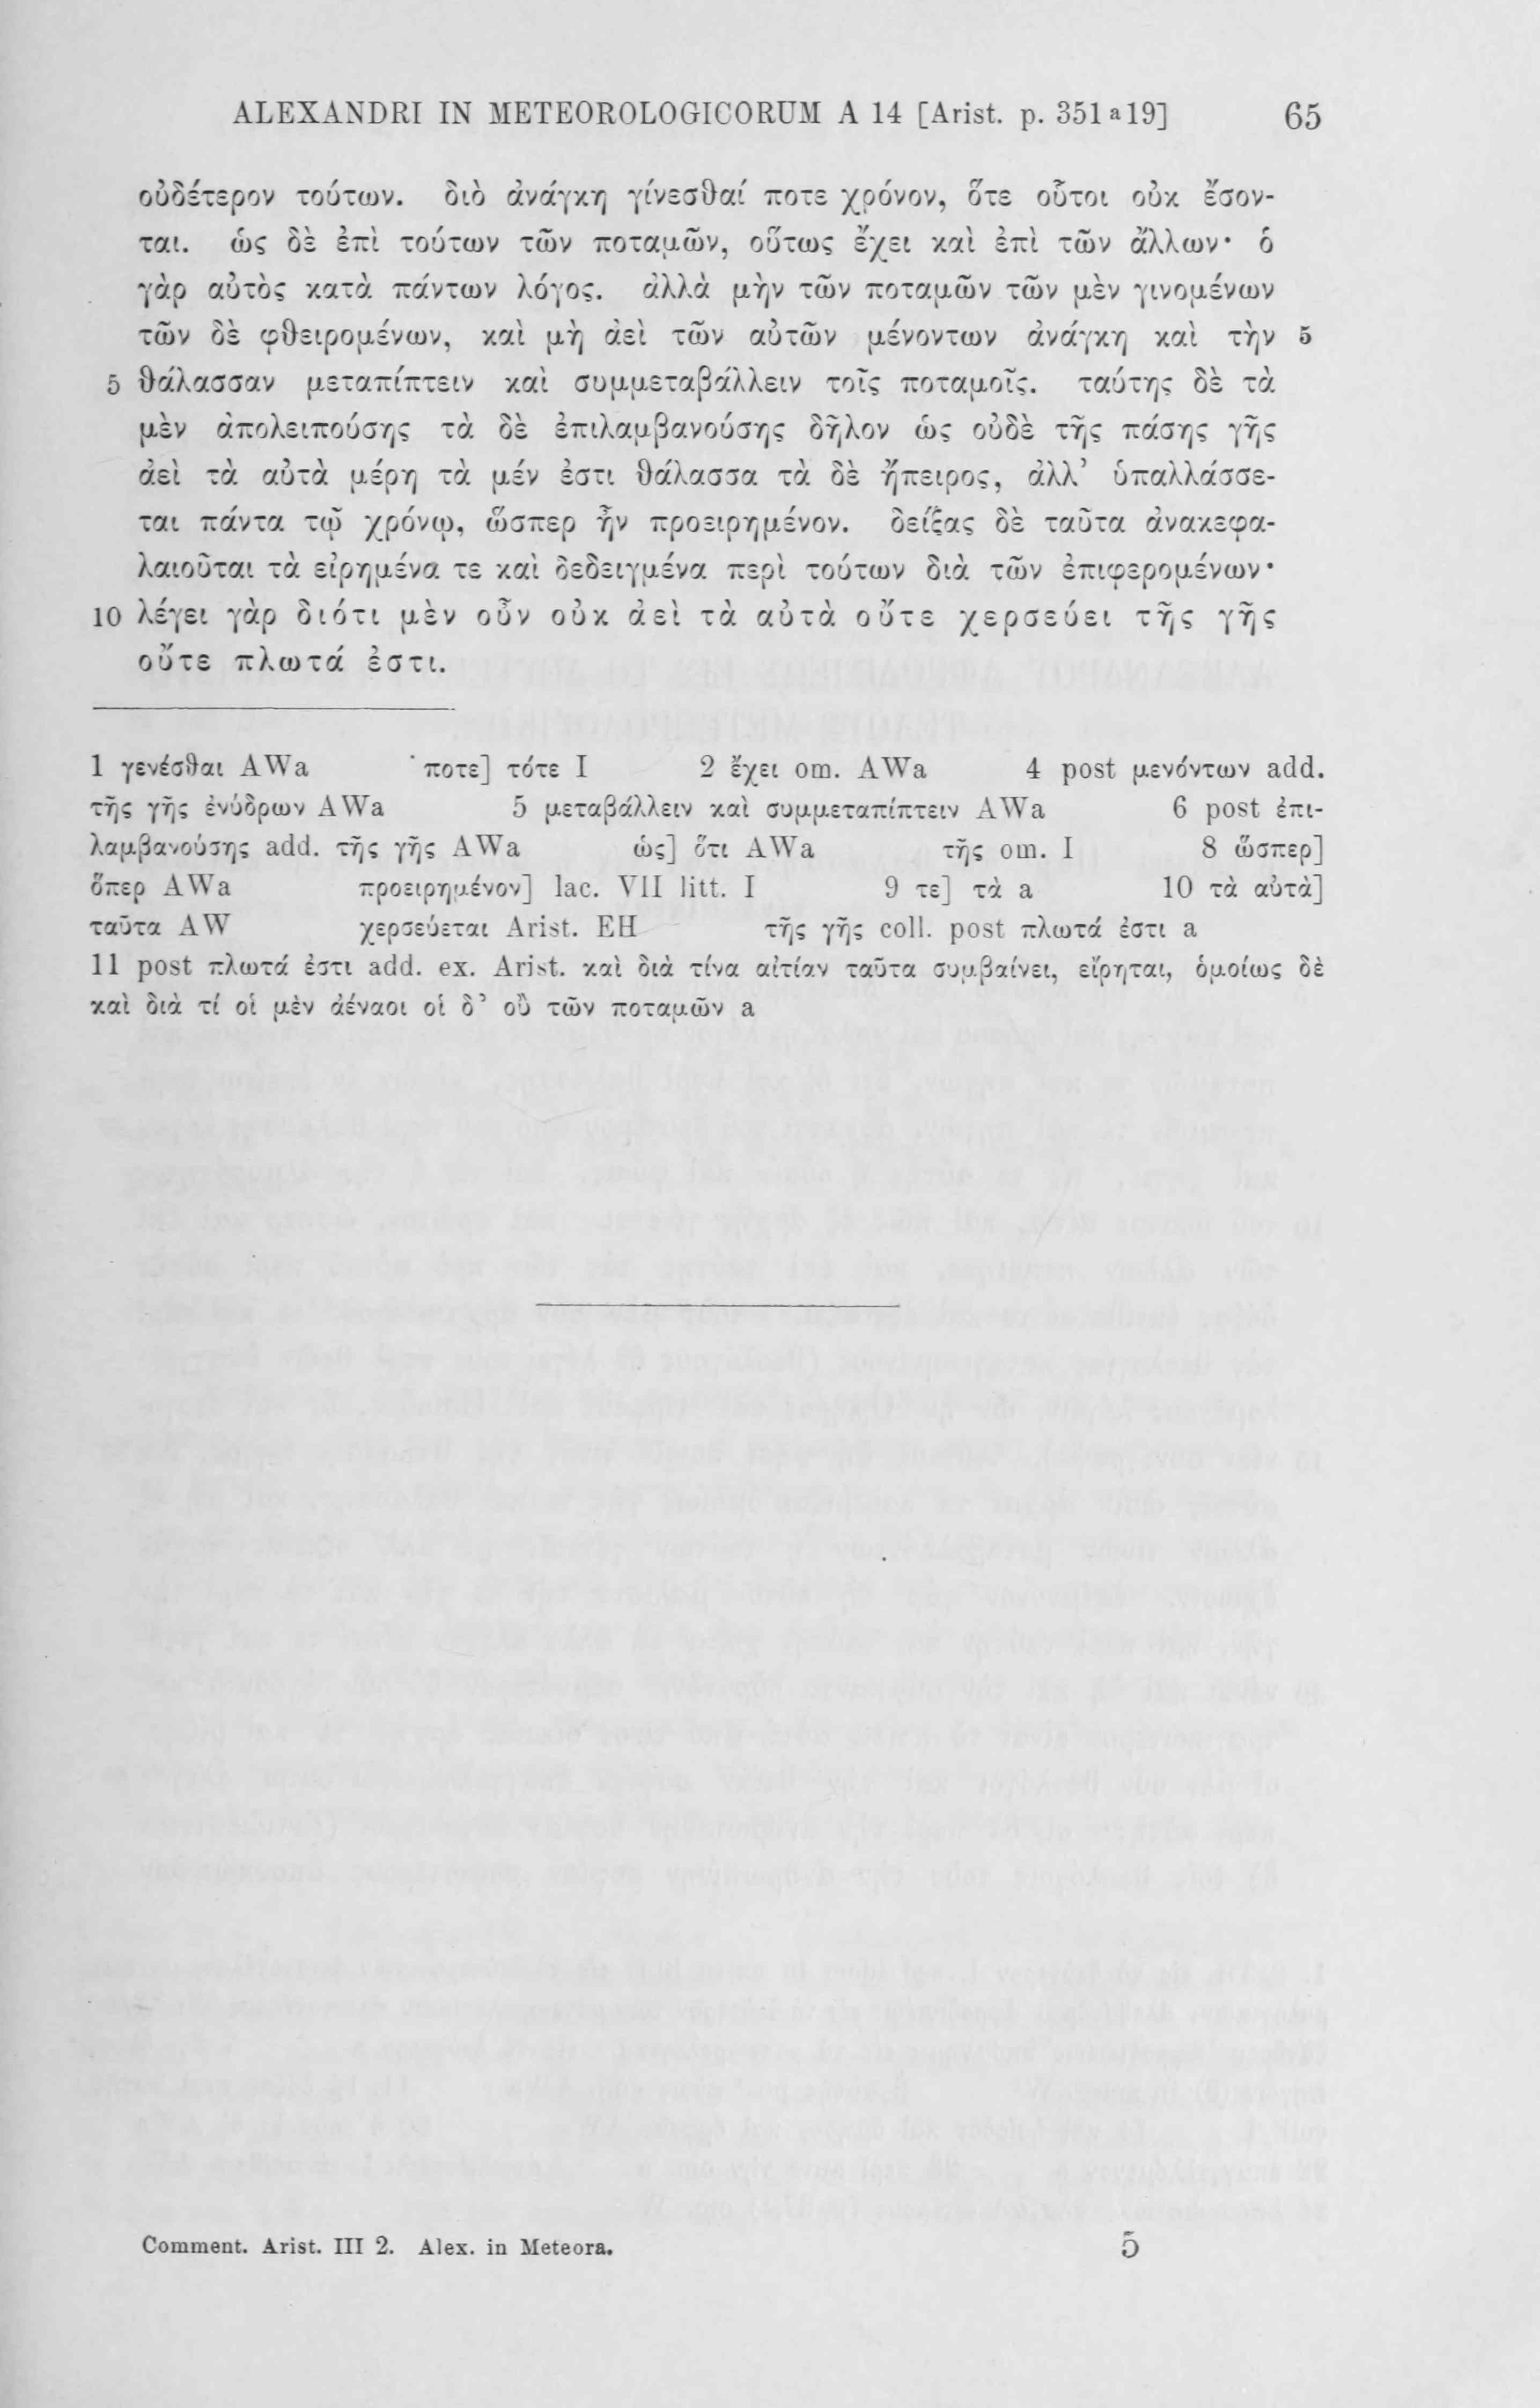 ALEXANDRI IN METEOROLOGICORUM A 14 [Arist. p. 351 a 19] 65
οὐδέτερον τούτων. διὸ ἀνάγκη γίνεσθαί ποτε χρόνον, ὅτε οὗτοι οὐκ ἔσον-
ται. ὡς δὲ ἐπὶ τούτων τῶν ποταμῶν, οὕτως ἔχει καὶ ἐπὶ τῶν ἄλλων· ὁ
γὰρ αὐτὸς κατὰ πάντων λόγος. ἀλλὰ μὴν τῶν ποταμῶν τῶν μὲν γινομένων
τῶν δὲ φθειρομένων, καὶ μὴ ἀεὶ τῶν αὐτῶν μένοντων ἀνάγκη καὶ τὴν 5
5 θάλασσαν μεταπίπτειν καὶ συμμεταβάλλειν τοῖς ποταμοῖς. ταύτης δὲ τὰ
μὲν ἀπολειπούσης τὰ δὲ ἐπιλαμβανούσης δῆλον ὡς οὐδὲ τῆς πάσης γῆς
ἀεὶ τὰ αὐτὰ μέρη τὰ μέν ἐστι θάλασσα τὰ δὲ ἤπειρος, ἀλλ’ ὑπαλλάσσε-
ται πάντα τῷ χρόνῳ, ὥσπερ ἦν προειρημένον. δείξας δὲ ταῦτα ἀνακεφα-
λαιοῦται τὰ εἰρημένα τε καὶ δεδειγμένα περὶ τούτων διὰ τῶν ἐπιφερομένων·
10 λέγει γὰρ διότι μὲν οὖν οὐκ ἀεὶ τὰ αὐτὰ οὔτε χερσεύει τῆς γῆς
οὔτε πλωτά ἐστι.
1 γενέσθαι AWa ποτε] τότε I 2 ἔχει om. AWa 4 post μενόντων add.
τῆς γῆς ἐνύδρων AWa 5 μεταβάλλειν καὶ συμμεταπίπτειν AWa 6 post ἐπι-
λαμβανούσης add. τῆς γῆς AWa ὡς] ὅτι AWa τῆς om. I 8 ὥσπερ]
ὅπερ AWa προειρημένον] lac. VII litt. I 9 τε] τὰ a 10 τὰ αὐτὰ]
ταῦτα AW χερσεύεται Arist. EH τῆς γῆς coll. post πλωτά ἐστι a
11 post πλωτά ἐστι add. ex. Arist. καὶ διὰ τίνα αἰτίαν ταῦτα συμβαίνει, εἴρηται, ὁμοίως δὲ
καὶ διὰ τί οἱ μὲν ἀέναοι οἱ δ’ οὒ τῶν ποταμῶν a
Comment. Arist. III 2. Alex. in Meteora. 5